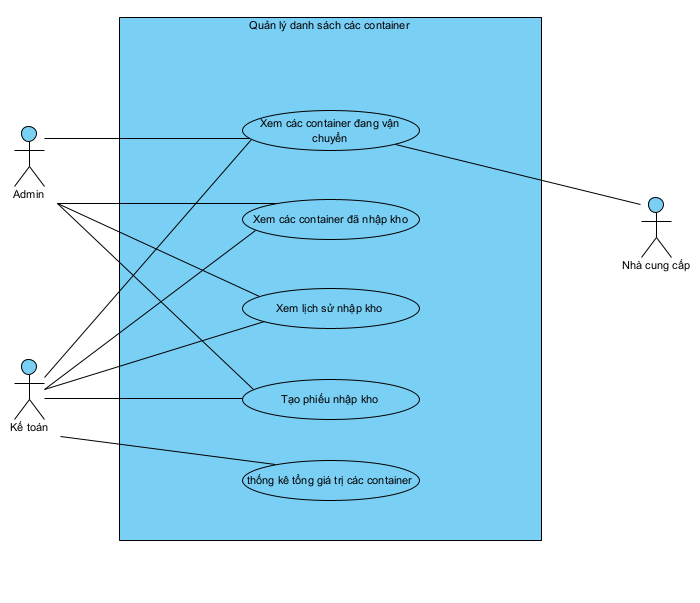 Quản lý danh sách các container
Xem các container đang vận
chuyển
Admin
Xem các container đã nhập kho
Nhà cung cấp
Xem lịch sử nhập kho
Tạo phiếu nhập kho
Kế toán
thống kê tổng giá trị các container